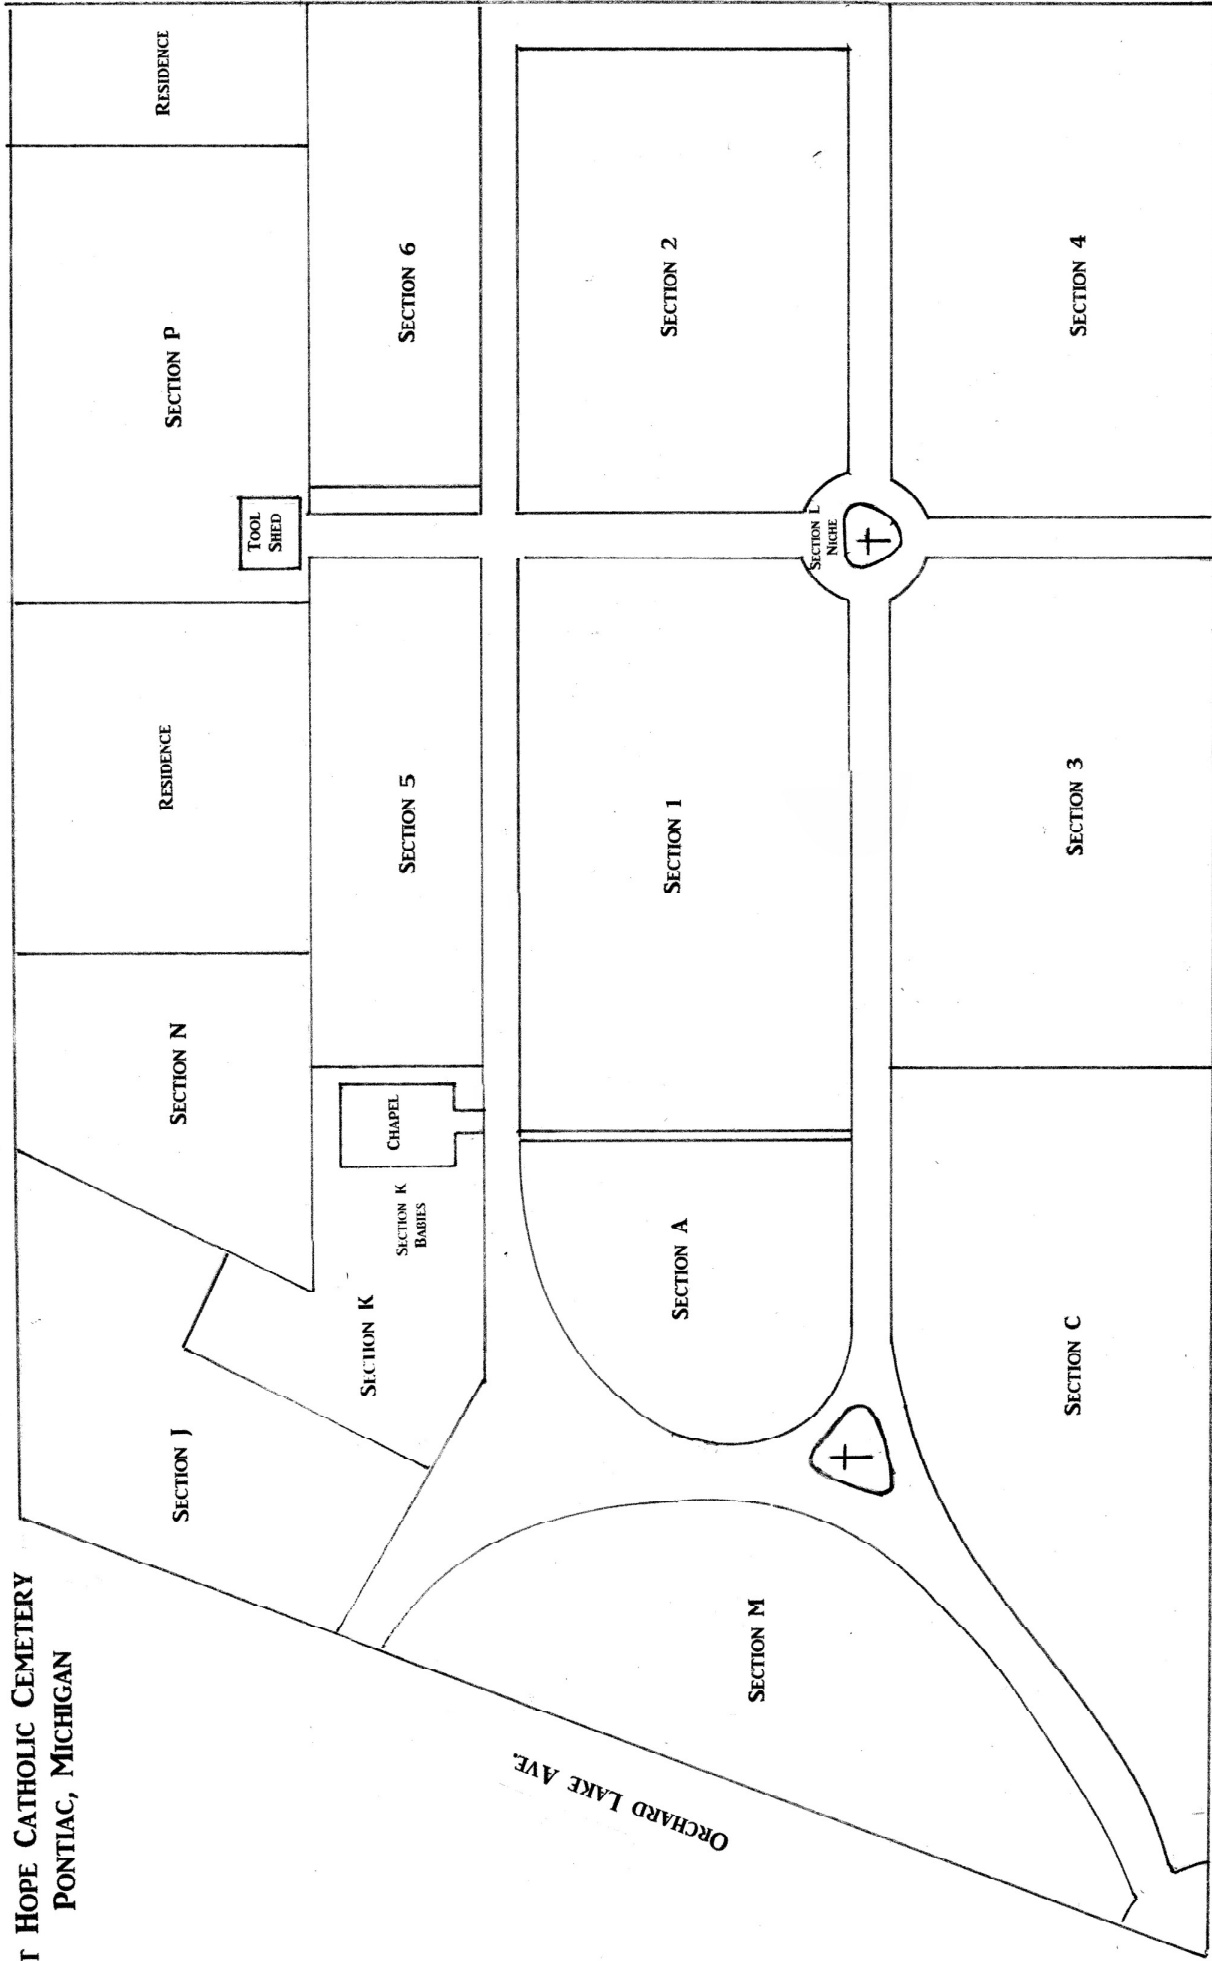 T HOPE CATHOLIC CEMETERY
PONTIAC, MICHIGAN
SECTION J
SECTION N
RESIDENCE
SECTION P
RESIDENCE
TOOL
SHED
SECTION K
SECTION K
BABIES
CHAPEL
SECTION 5
SECTION 6
ORCHARD LAKE AVE.
SECTION M
SECTION A
SECTION 1
SECTION 2
SECTION L
NICHE
SECTION C
SECTION 3
SECTION 4